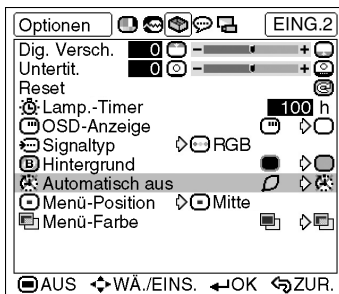 Optionen EING.2
Dig. Versch. 0 - +
Untertit. 0 - +
Reset
Lamp.-Timer 100 h
OSD-Anzeige
Signaltyp RGB
B Hintergrund
Automatisch aus
Menü-Position Mitte
Menü-Farbe
AUS WÄ./EINS. OK ZUR.